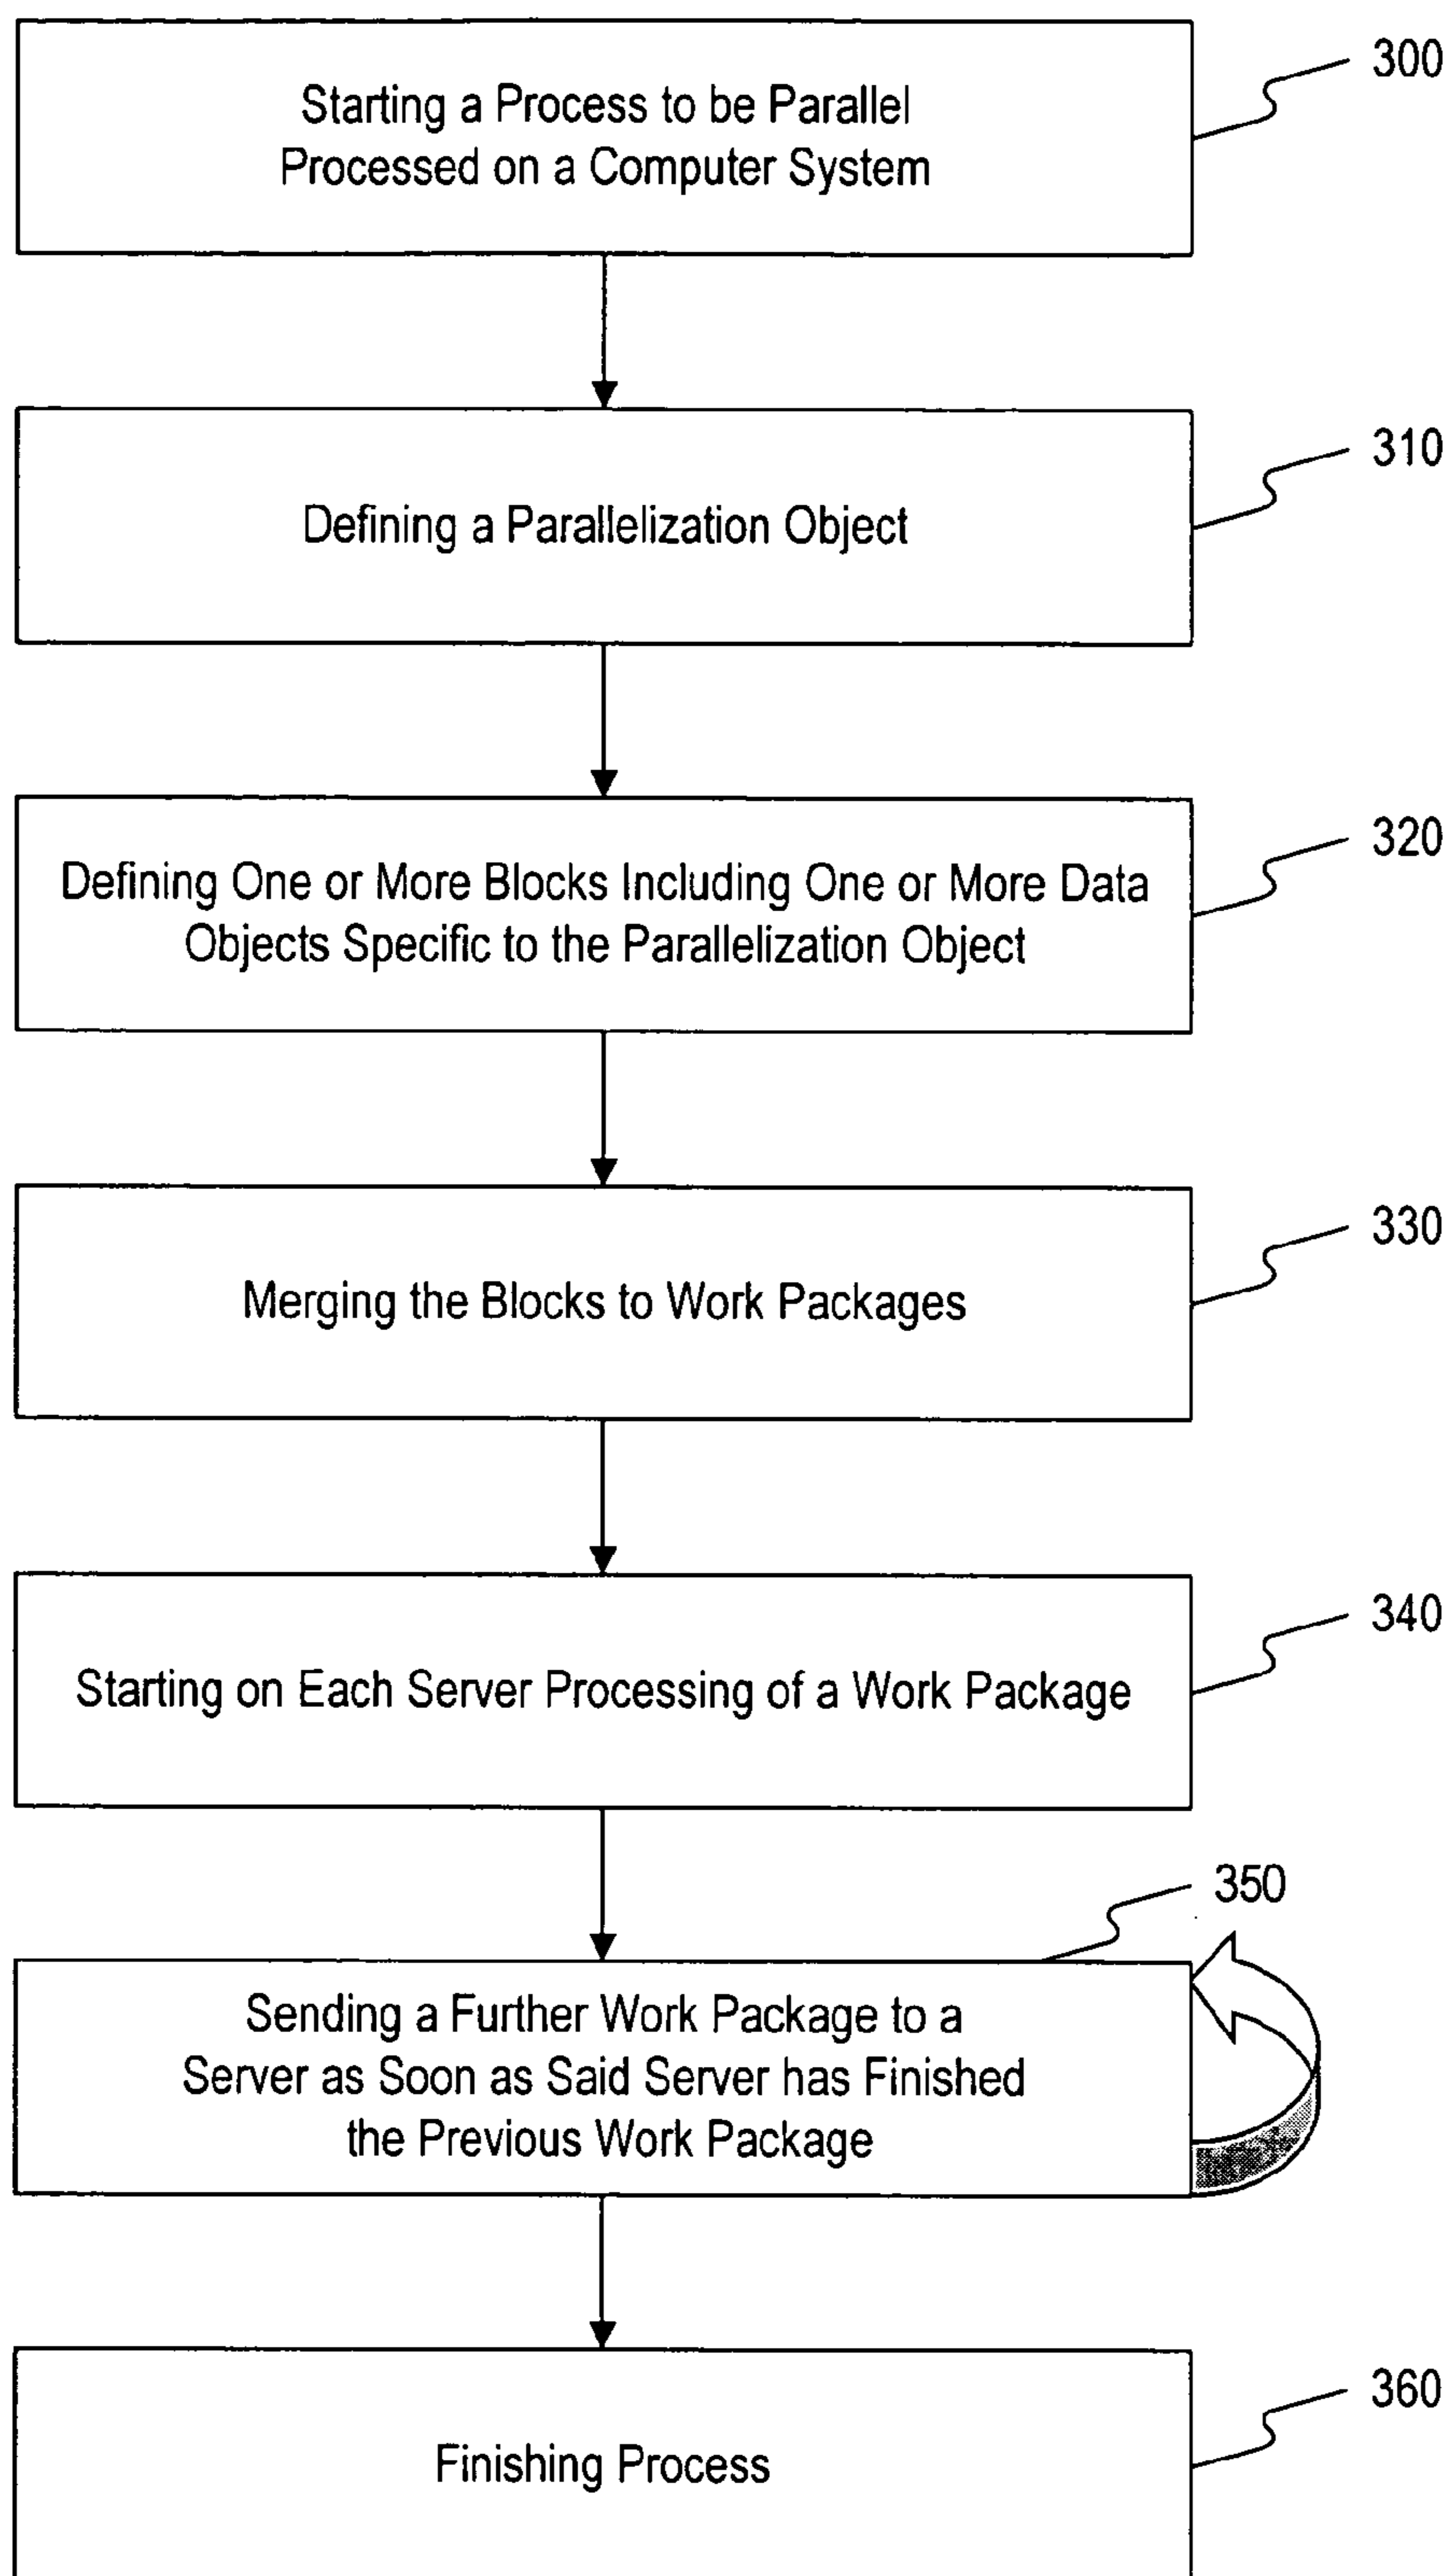 300
Starting a Process to be Parallel
Processed on a Computer System
310
Defining a Parallelization Object
320
Defining One or More Blocks Including One or More Data
Objects Specific to the Parallelization Object
330
Merging the Blocks to Work Packages
340
Starting on Each Server Processing of a Work Package
350
Sending a Further Work Package to a
Server as Soon as Said Server has Finished
the Previous Work Package
360
Finishing Process